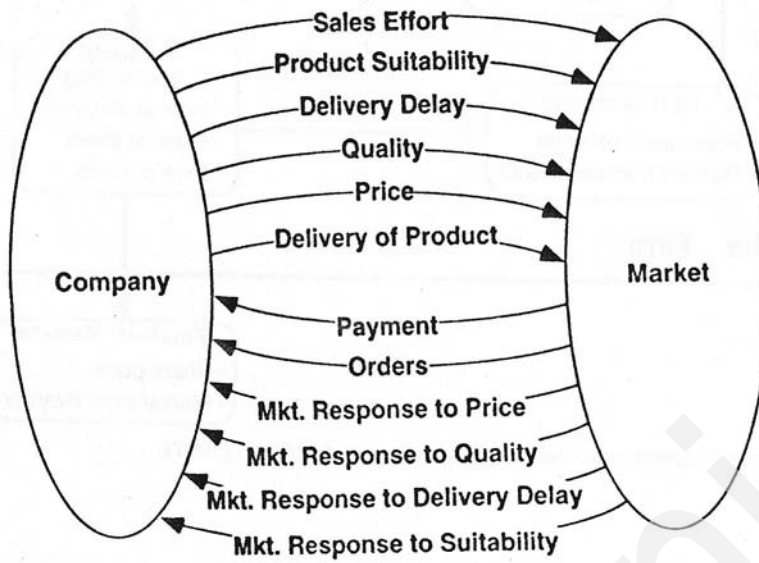 Sales Effort
Product Suitability
Delivery Delay
Quality
Price
Delivery of Product
Company
Market
Payment
Orders
Mkt. Response to Price
Mkt. Response to Quality
Mkt. Response to Delivery Delay
Mkt. Response to Suitability